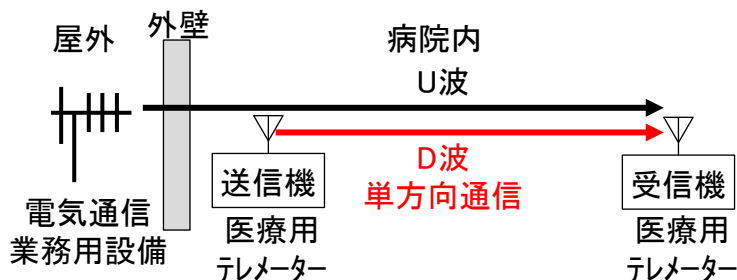 屋外
外壁
病院内
U波
D波
単方向通信
送信機
受信機
電気通信
業務用設備
医療用
テレメーター
医療用
テレメーター